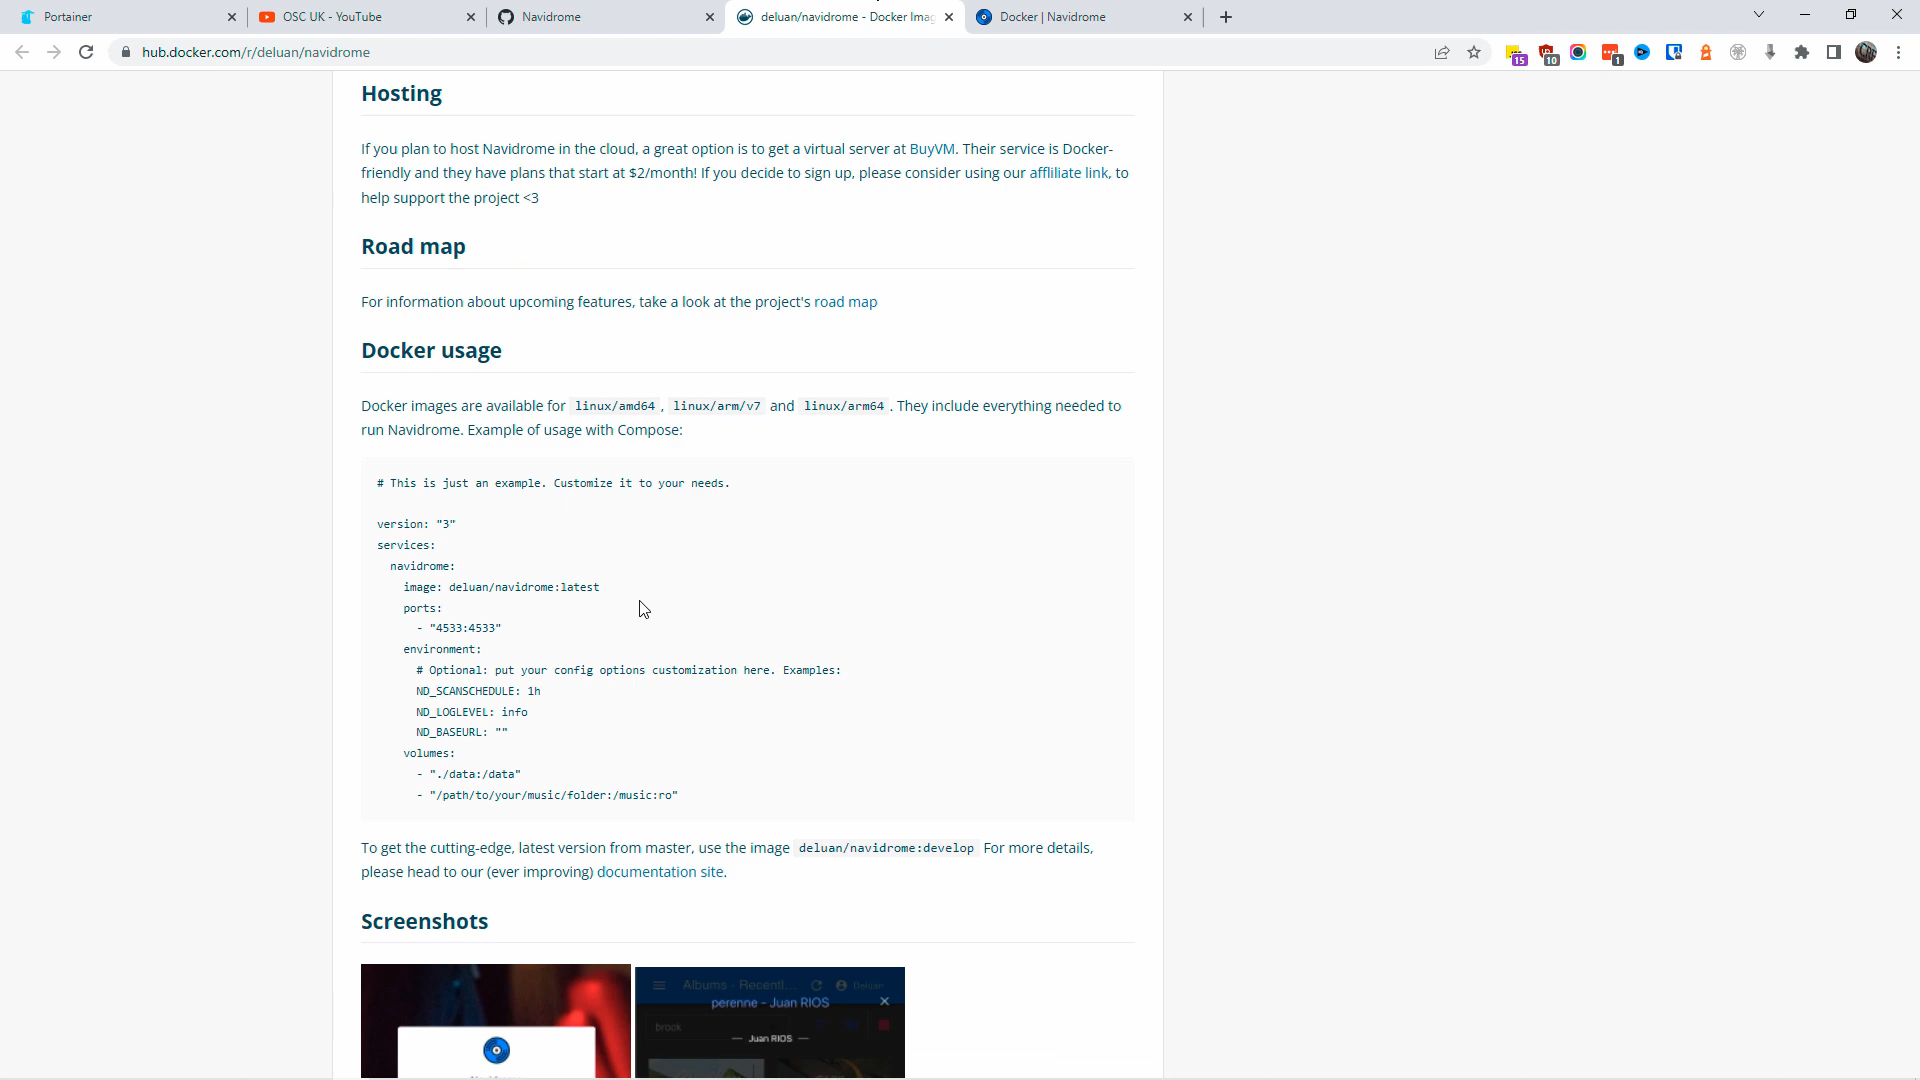 Portainer
OSC UK - YouTube
Navidrome
deluan/navidrome - Docker Imag
Docker | Navidrome
hub.docker.com/r/deluan/navidrome
15
10
1
Hosting
If you plan to host Navidrome in the cloud, a great option is to get a virtual server at BuyVM. Their service is Docker-
friendly and they have plans that start at $2/month! If you decide to sign up, please consider using our affliliate link, to
help support the project <3
Road map
For information about upcoming features, take a look at the project's road map
Docker usage
Docker images are available for linux/amd64 , linux/arm/v7 and linux/arm64 . They include everything needed to
run Navidrome. Example of usage with Compose:
# This is just an example. Customize it to your needs.
version: "3"
services:
navidrome:
image: deluan/navidrome:latest
ports:
- "4533:4533"
environment:
# Optional: put your config options customization here. Examples:
ND_SCANSCHEDULE: 1h
ND_LOGLEVEL: info
ND_BASEURL: ""
volumes:
- "./data:/data"
- "/path/to/your/music/folder:/music:ro"
To get the cutting-edge, latest version from master, use the image deluan/navidrome:develop For more details,
please head to our (ever improving) documentation site.
Screenshots
Albums - Recentl...
Deluan
perenne - Juan RIOS
brook
— Juan RIOS —